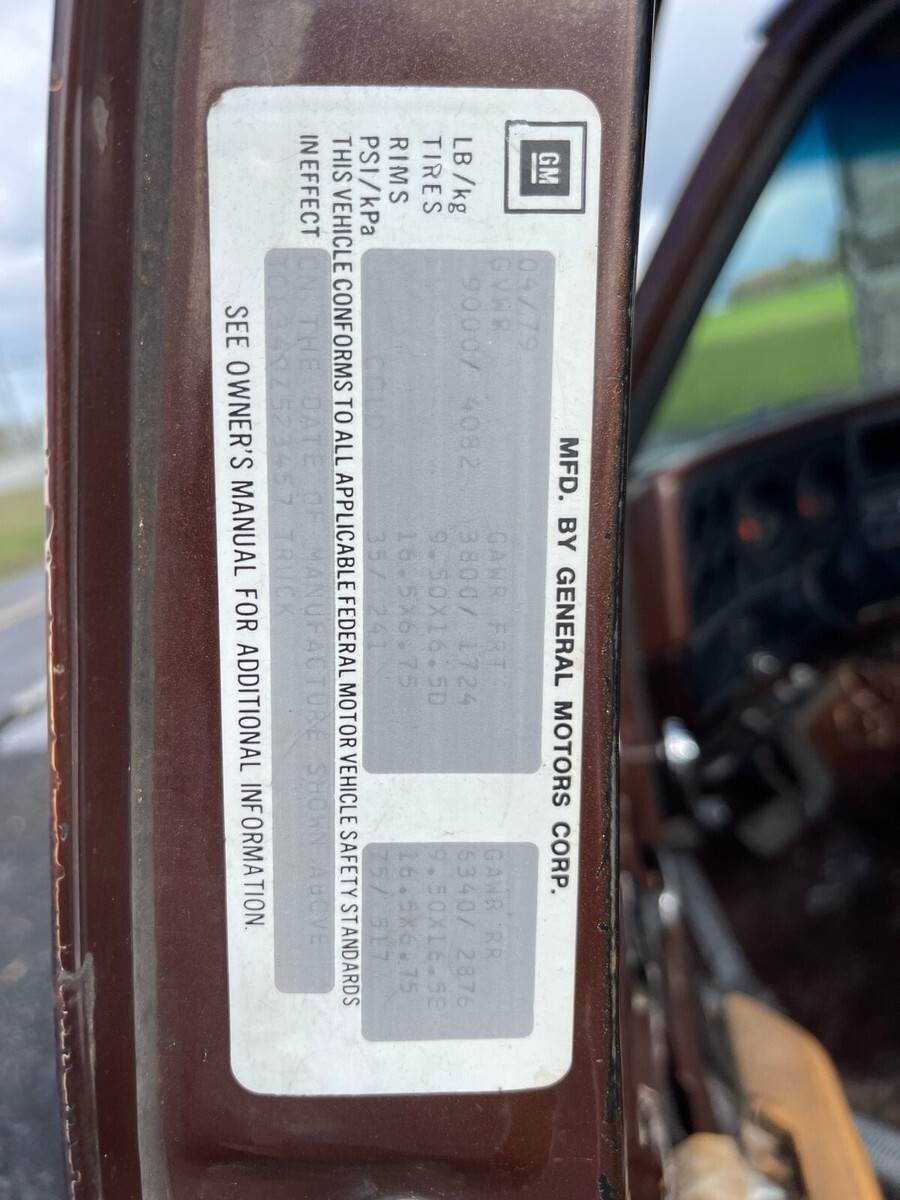 GM
MFD. BY GENERAL MOTORS CORP.
04/79
GVWR GAWR FRT GAWR RR
LB/kg 9000/ 4082 3800/ 1724 6340/ 2876
TIRES 9.50X16.5D 9.50X16.5E
RIMS 16.5X6.75 16.5X6.75
PSI/kPa COLD 35/ 241 75/ 517
THIS VEHICLE CONFORMS TO ALL APPLICABLE FEDERAL MOTOR VEHICLE SAFETY STANDARDS
IN EFFECT ON THE DATE OF MANUFACTURE SHOWN ABOVE
TRUCK
SEE OWNER'S MANUAL FOR ADDITIONAL INFORMATION.